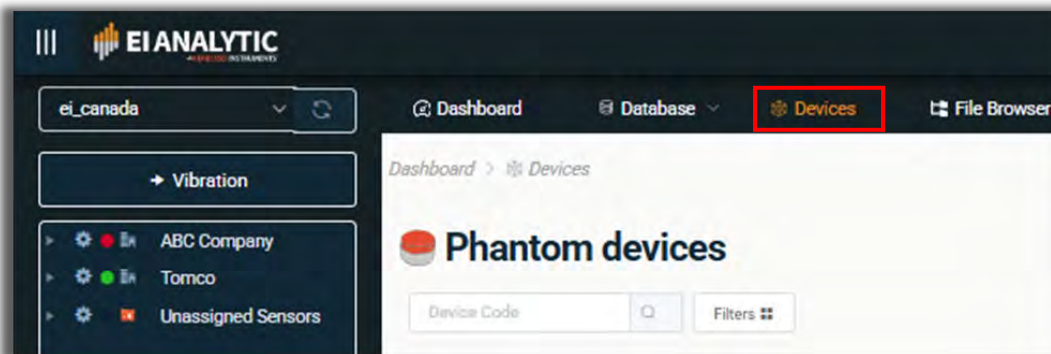 EI ANALYTIC
ei_canada
Dashboard
Database
Devices
File Browser
Vibration
Dashboard > Devices
ABC Company
Tomco
Unassigned Sensors
Phantom devices
Device Code
Filters